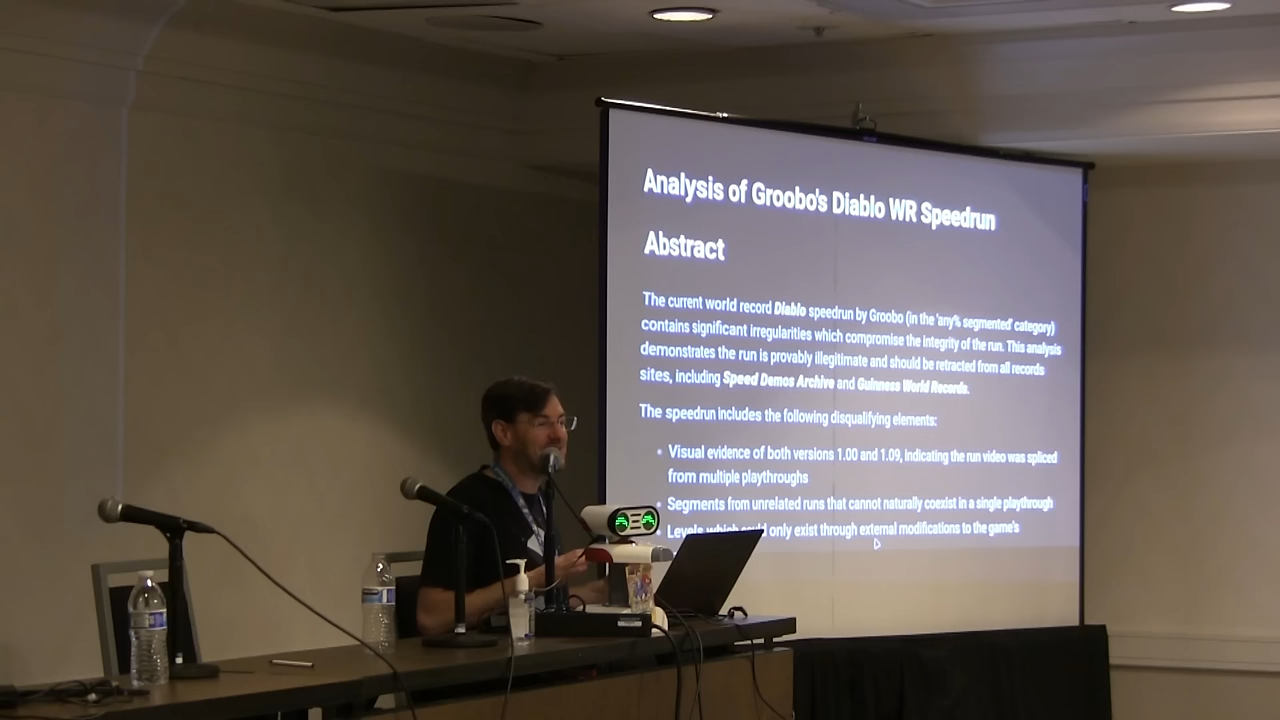 Analysis of Groobo's Diablo WR Speedrun
Abstract
The current world record Diablo speedrun by Groobo (in the 'any% segmented' category)
contains significant irregularities which compromise the integrity of the run. This analysis
demonstrates the run is provably illegitimate and should be retracted from all records
sites, including Speed Demos Archive and Guinness World Records.
The speedrun includes the following disqualifying elements:
• Visual evidence of both versions 1.00 and 1.09, indicating the run video was spliced
from multiple playthroughs
• Segments from unrelated runs that cannot naturally coexist in a single playthrough
• Levels which could only exist through external modifications to the game's